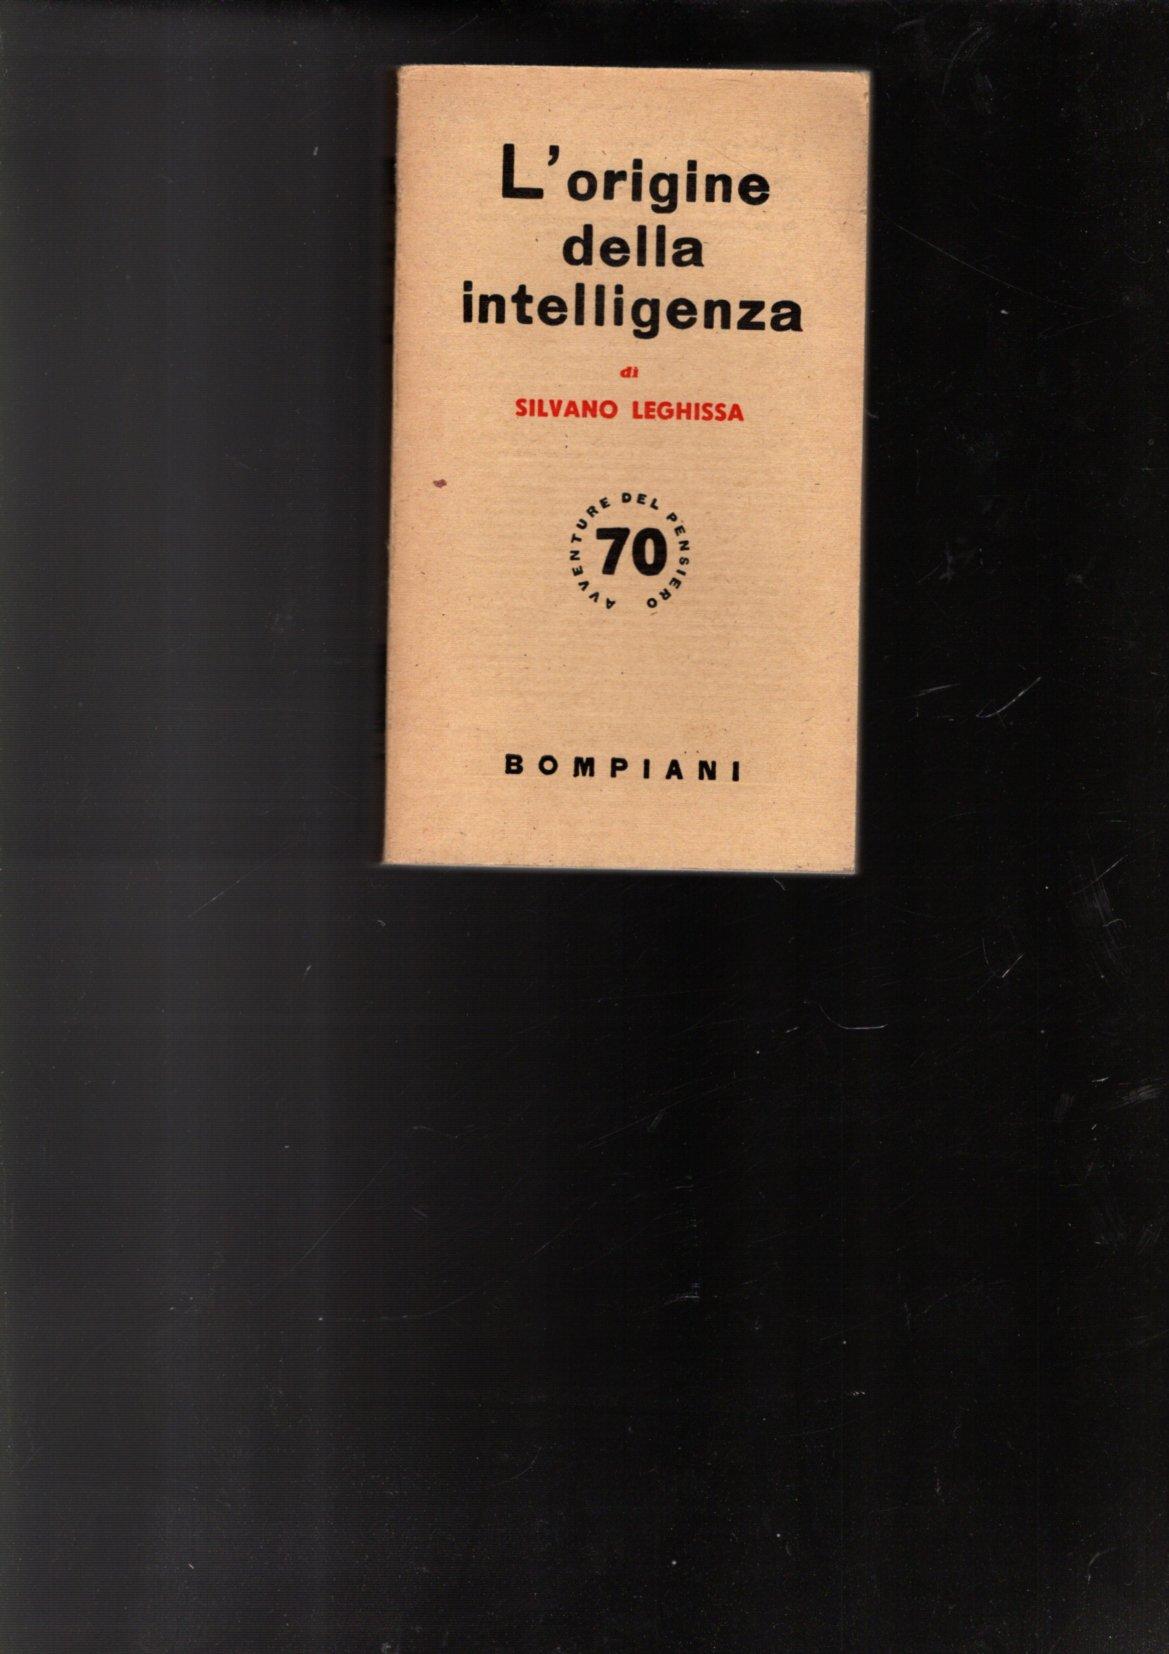 L'origine
della
intelligenza
di
SILVANO LEGHISSA
AVVENTURE DEL PENSIERO
70
BOMPIANI